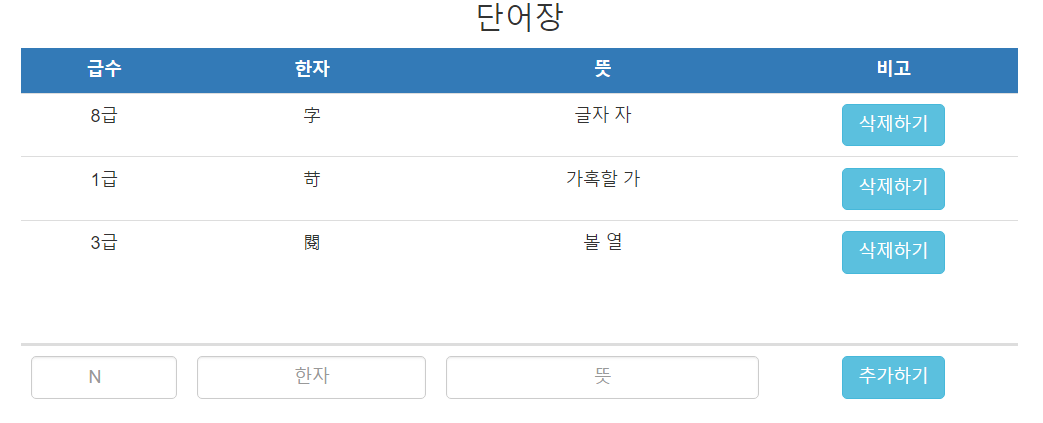 단어장
급수 한자 뜻 비고
8급 字 글자 자 삭제하기
1급 苛 가혹할 가 삭제하기
3급 閱 볼 열 삭제하기
N 한자 뜻 추가하기